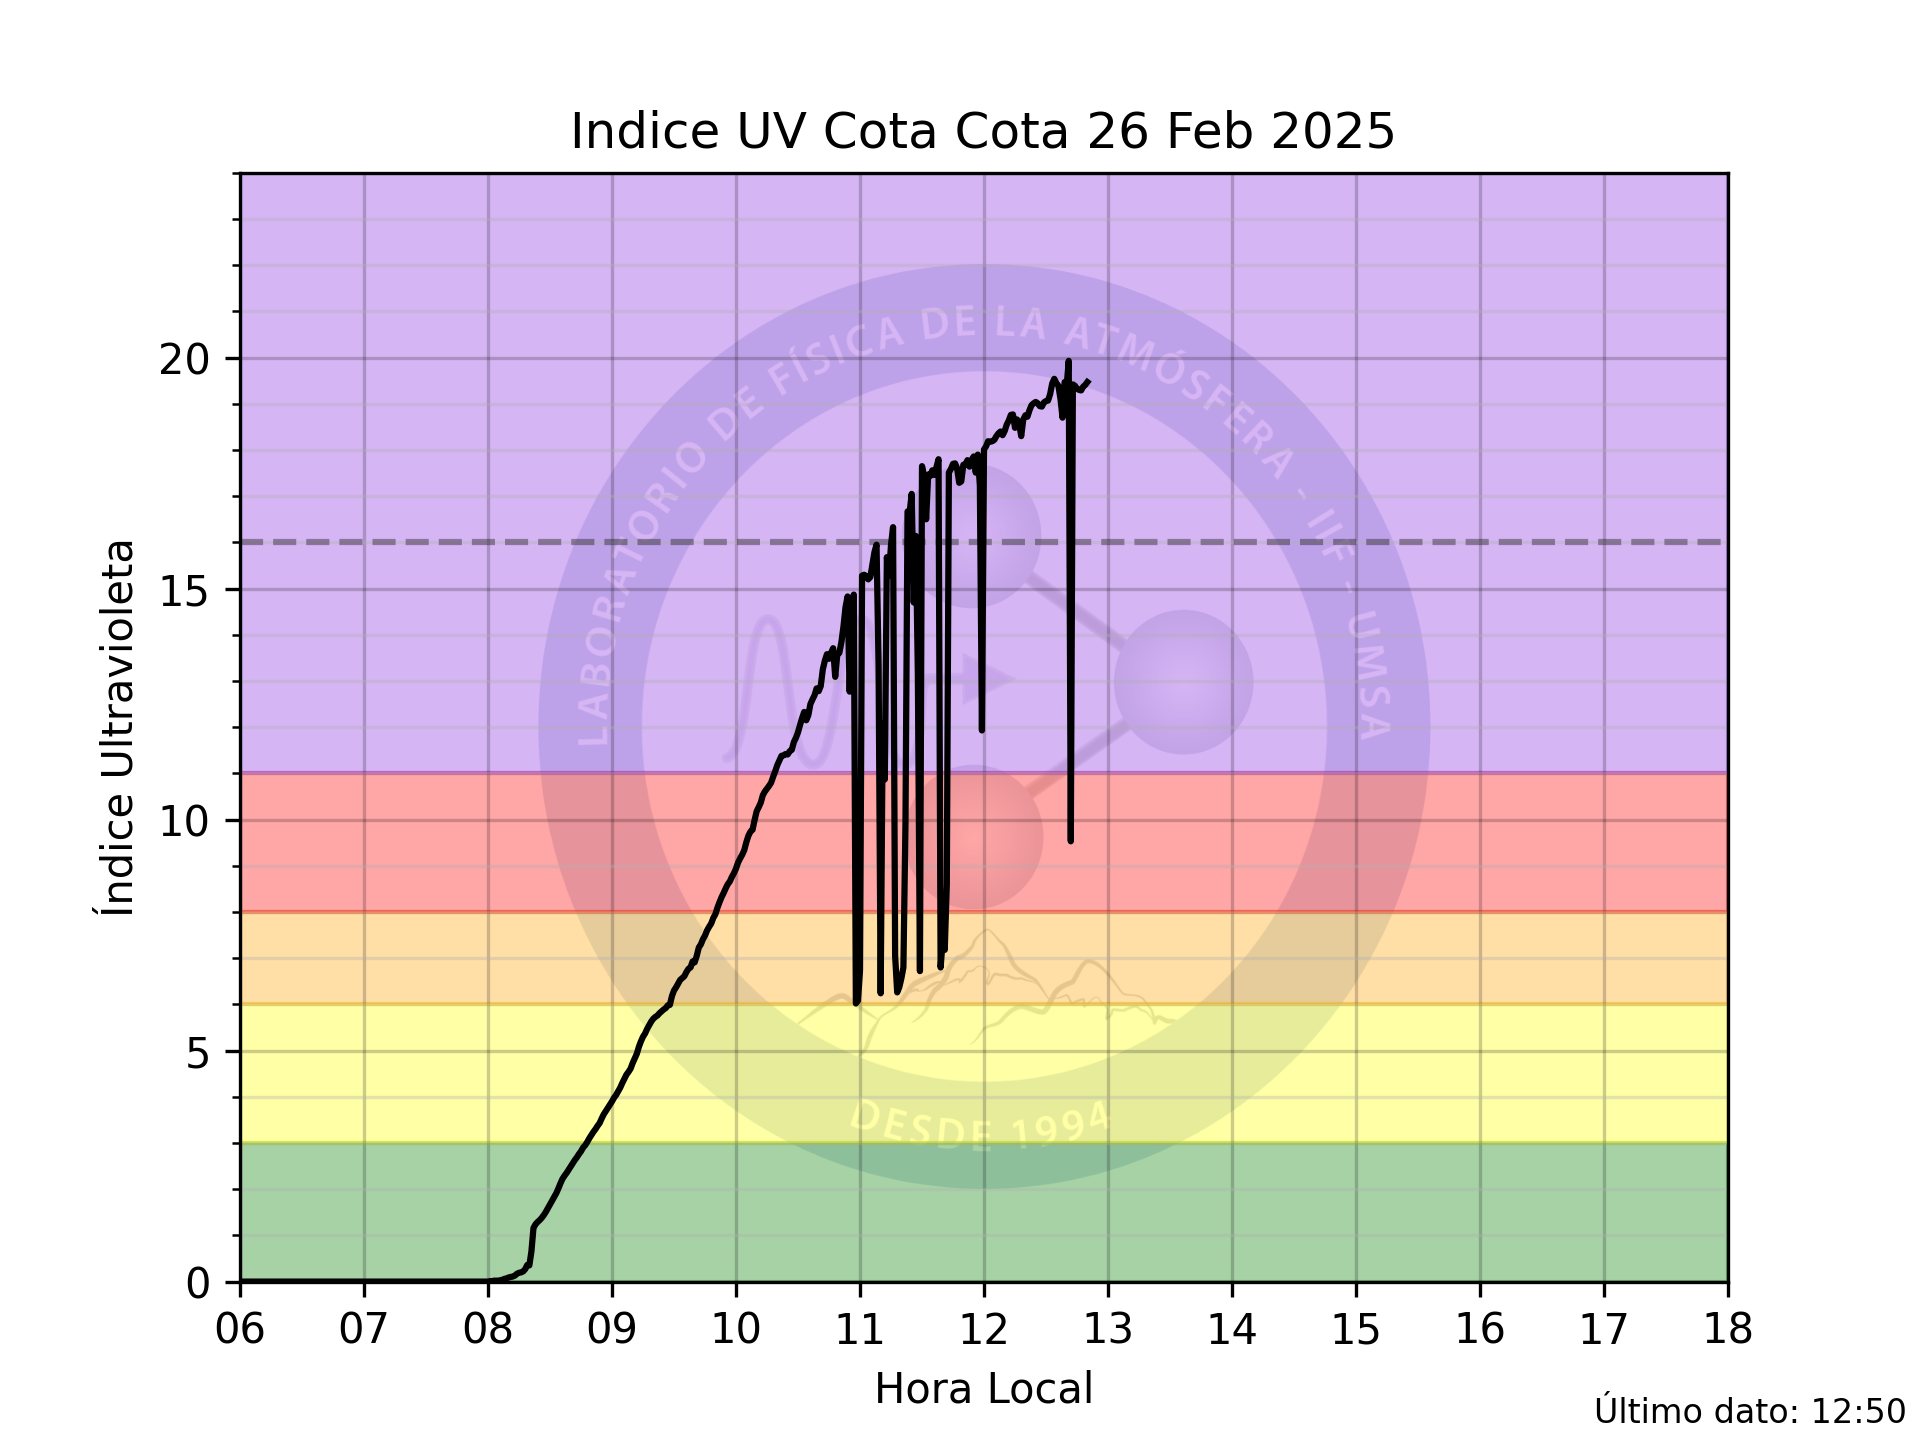 Indice UV Cota Cota 26 Feb 2025
LABORATORIO DE FÍSICA DE LA ATMÓSFERA - IIF - UMSA
DESDE 1994
Índice Ultravioleta
20
15
10
5
0
06 07 08 09 10 11 12 13 14 15 16 17 18
Hora Local
Último dato: 12:50